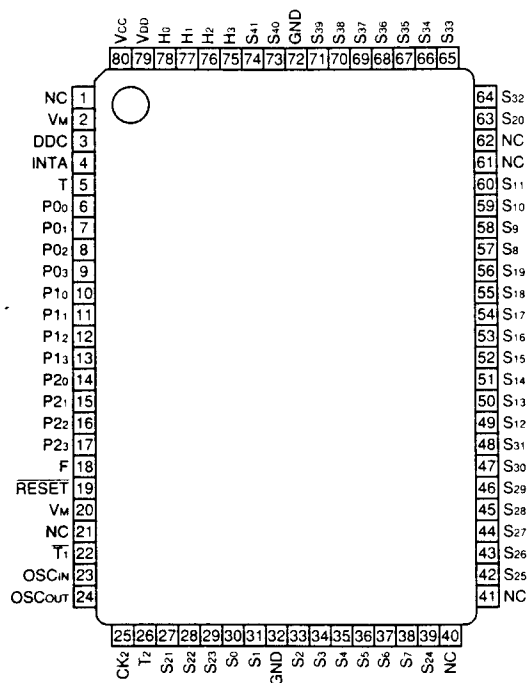 VCC VDD H0 H1 H2 H3 S41 S40 GND S39 S38 S37 S36 S35 S34 S33
80 79 78 77 76 75 74 73 72 71 70 69 68 67 66 65
NC 1
VM 2
DDC 3
INTA 4
T 5
P00 6
P01 7
P02 8
P03 9
P10 10
P11 11
P12 12
P13 13
P20 14
P21 15
P22 16
P23 17
F 18
RESET 19
VM 20
NC 21
T1 22
OSCIN 23
OSCOUT 24
64 S32
63 S20
62 NC
61 NC
60 S11
59 S10
58 S9
57 S8
56 S19
55 S18
54 S17
53 S16
52 S15
51 S14
50 S13
49 S12
48 S31
47 S30
46 S29
45 S28
44 S27
43 S26
42 S25
41 NC
25 26 27 28 29 30 31 32 33 34 35 36 37 38 39 40
CK2 T2 S21 S22 S23 S0 S1 GND S2 S3 S4 S5 S6 S7 S24 NC